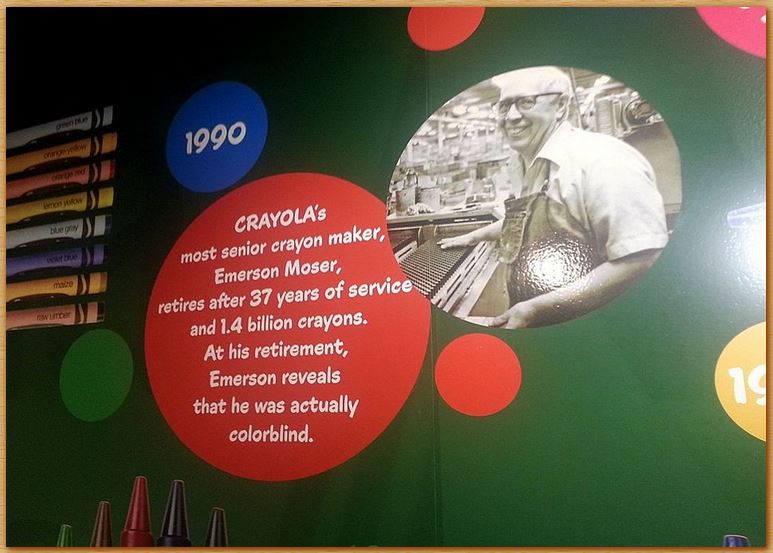 green blue
orange yellow
orange red
lemon yellow
blue gray
violet blue
maize
raw umber
1990
CRAYOLA's
most senior crayon maker,
Emerson Moser,
retires after 37 years of service
and 1.4 billion crayons.
At his retirement,
Emerson reveals
that he was actually
colorblind.
19